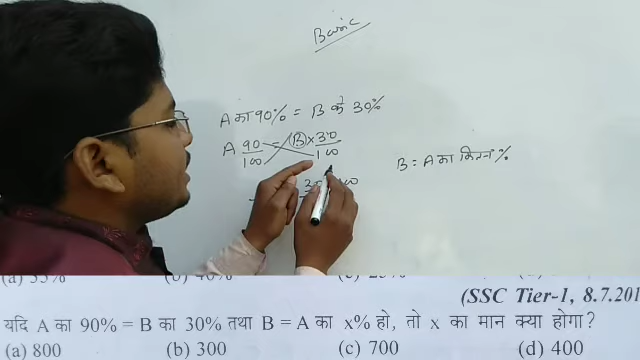 Basic
A का 90% = B के 30%
A 90/100 = B × 30/100
B = A का कितना %
(SSC Tier-1, 8.7.201
यदि A का 90% = B का 30% तथा B = A का x% हो, तो x का मान क्या होगा?
(a) 800 (b) 300 (c) 700 (d) 400